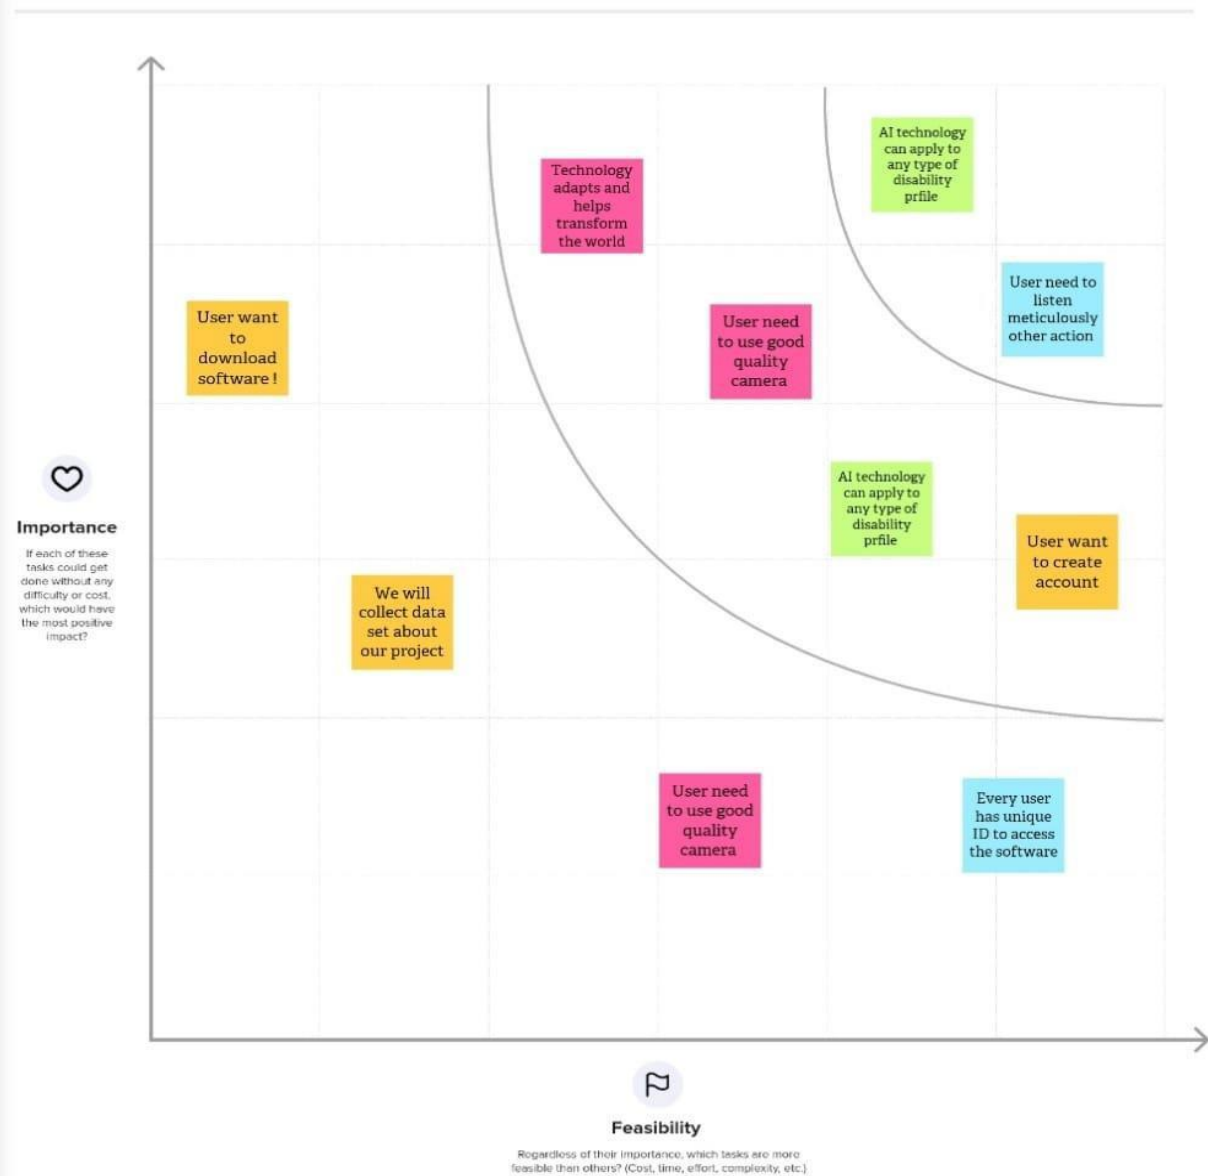 AI technology
can apply to
any type of
disability
prfile
Technology
adapts and
helps
transform
the world
User need to
listen
meticulously
other action
User want
to
download
software !
User need
to use good
quality
camera
AI technology
can apply to
any type of
disability
prfile
User want
to create
account
Importance
If each of these
tasks could get
done without any
difficulty or cost,
which would have
the most positive
impact?
We will
collect data
set about
our project
User need
to use good
quality
camera
Every user
has unique
ID to access
the software
Feasibility
Regardless of their importance, which tasks are more
feasible than others? (Cost, time, effort, complexity, etc.)